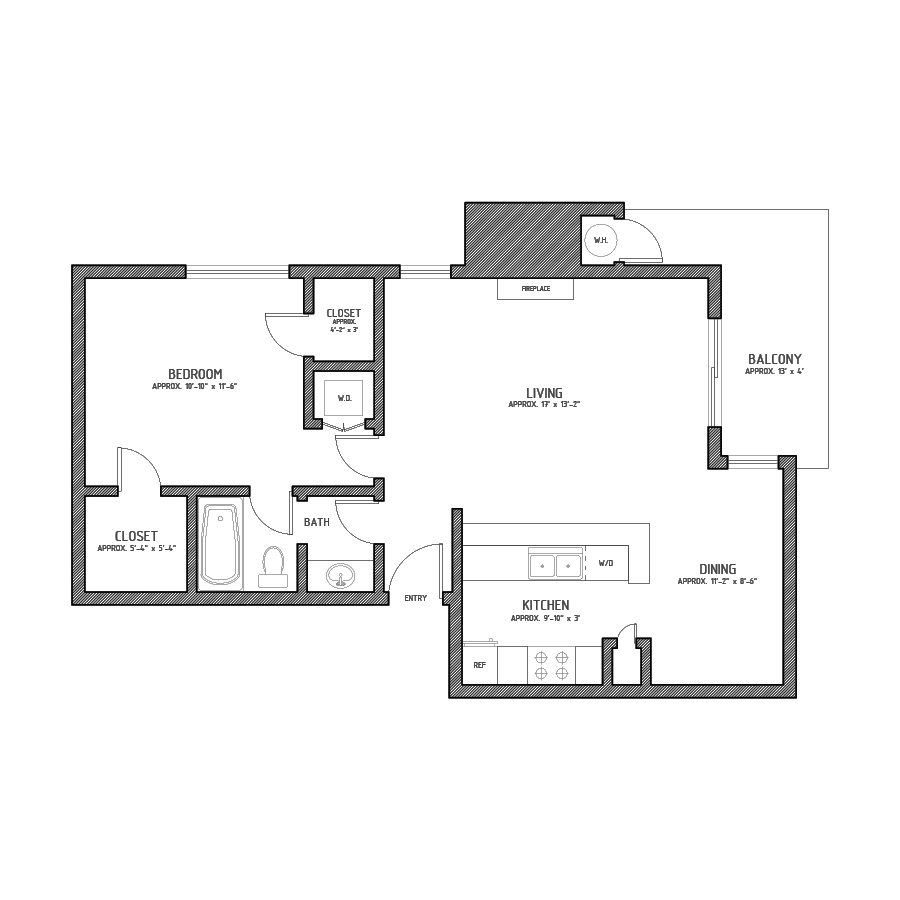 W.H.
FIREPLACE
CLOSET
APPROX.
4'-2" x 3'
BALCONY
APPROX. 13' x 4'
BEDROOM
APPROX. 10'-10" x 11'-6"
W.D.
LIVING
APPROX. 17' x 13'-2"
BATH
CLOSET
APPROX. 5'-4" x 5'-4"
W/D
DINING
APPROX. 11'-2" x 8'-6"
ENTRY
KITCHEN
APPROX. 9'-10" x 3'
REF